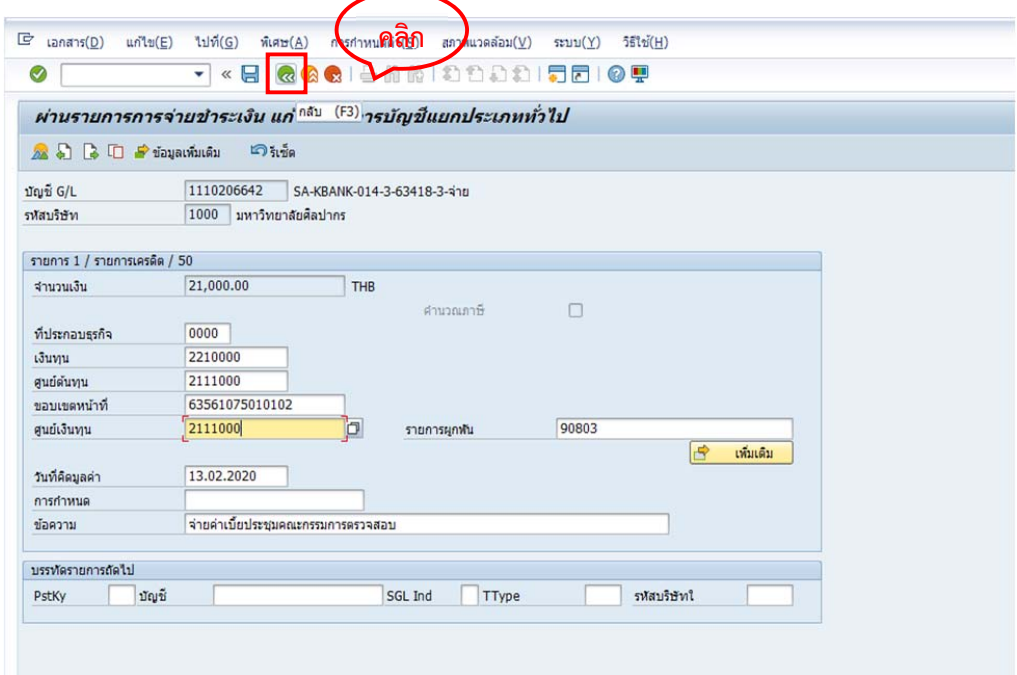 คลิก
เอกสาร(D) แก้ไข(E) ไปที่(G) พิเศษ(A) สภาพแวดล้อม(V) ระบบ(Y) วิธีใช้(H)
กลับ (F3)
ผ่านรายการการจ่ายชำระเงิน แก้ ารบัญชีแยกประเภททั่วไป
ข้อมูลเพิ่มเติม รีเซ็ต
บัญชี G/L 1110206642 SA-KBANK-014-3-63418-3-จ่าย
รหัสบริษัท 1000 มหาวิทยาลัยศิลปากร
รายการ 1 / รายการเครดิต / 50
จำนวนเงิน 21,000.00 THB
คำนวณภาษี
ที่ประกอบธุรกิจ 0000
เงินทุน 2210000
ศูนย์ต้นทุน 2111000
ขอบเขตหน้าที่ 63561075010102
ศูนย์เงินทุน 2111000 รายการผูกพัน 90803
เพิ่มเติม
วันที่คิดมูลค่า 13.02.2020
การกำหนด
ข้อความ จ่ายค่าเบี้ยประชุมคณะกรรมการตรวจสอบ
บรรทัดรายการถัดไป
PstKy บัญชี SGL Ind TType รหัสบริษัทใ